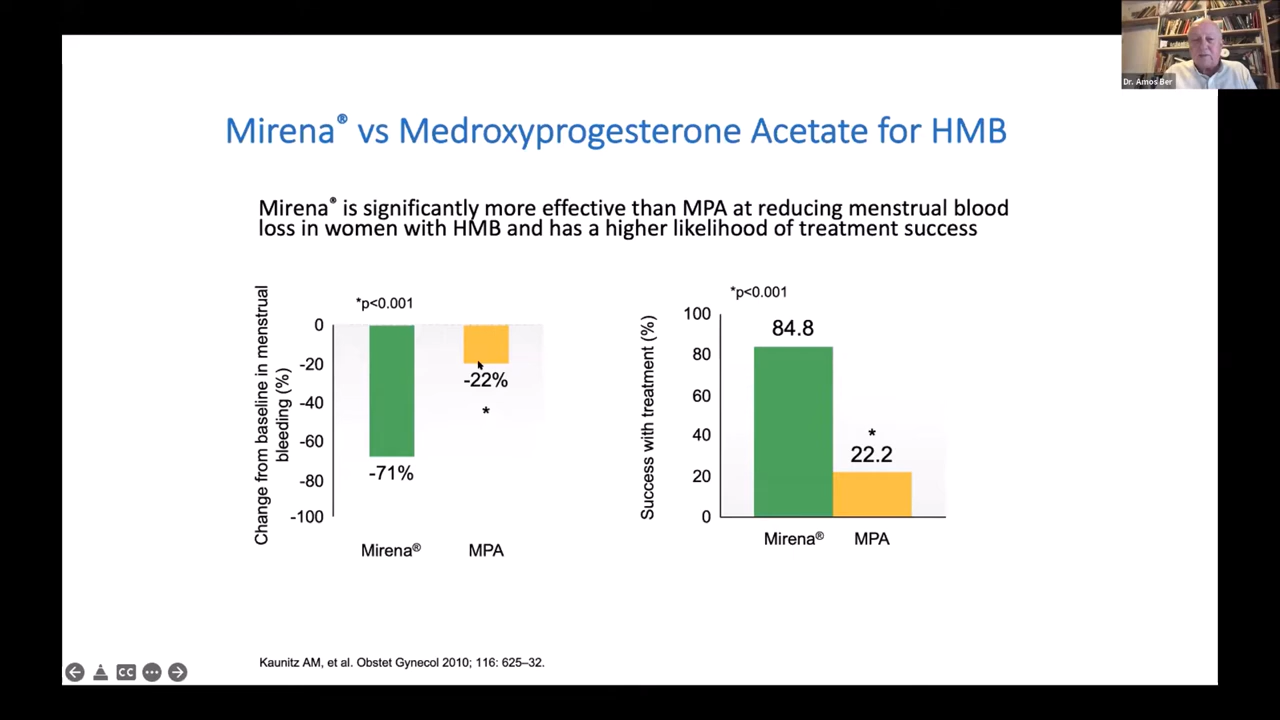 Dr. Amos Ber
Mirena® vs Medroxyprogesterone Acetate for HMB
Mirena® is significantly more effective than MPA at reducing menstrual blood
loss in women with HMB and has a higher likelihood of treatment success
*p<0.001
Change from baseline in menstrual
bleeding (%)
0
-20
-40
-60
-80
-100
-71%
-22%
*
Mirena®
MPA
*p<0.001
Success with treatment (%)
100
80
60
40
20
0
84.8
*
22.2
Mirena®
MPA
Kaunitz AM, et al. Obstet Gynecol 2010; 116: 625–32.
CC